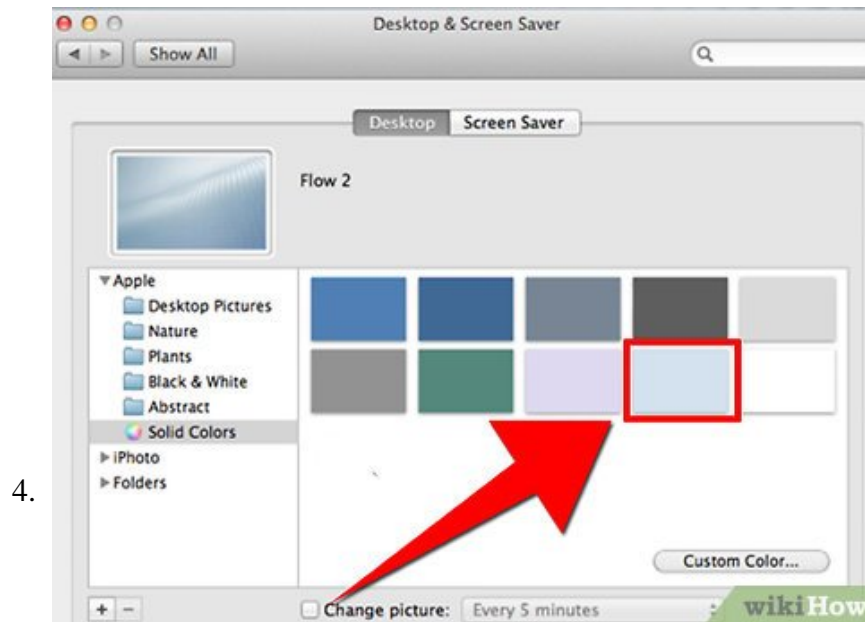 Desktop & Screen Saver
Show All
Desktop Screen Saver
Flow 2
Apple
Desktop Pictures
Nature
Plants
Black & White
Abstract
Solid Colors
iPhoto
Folders
4.
Custom Color...
+ -
Change picture: Every 5 minutes
wikiHow